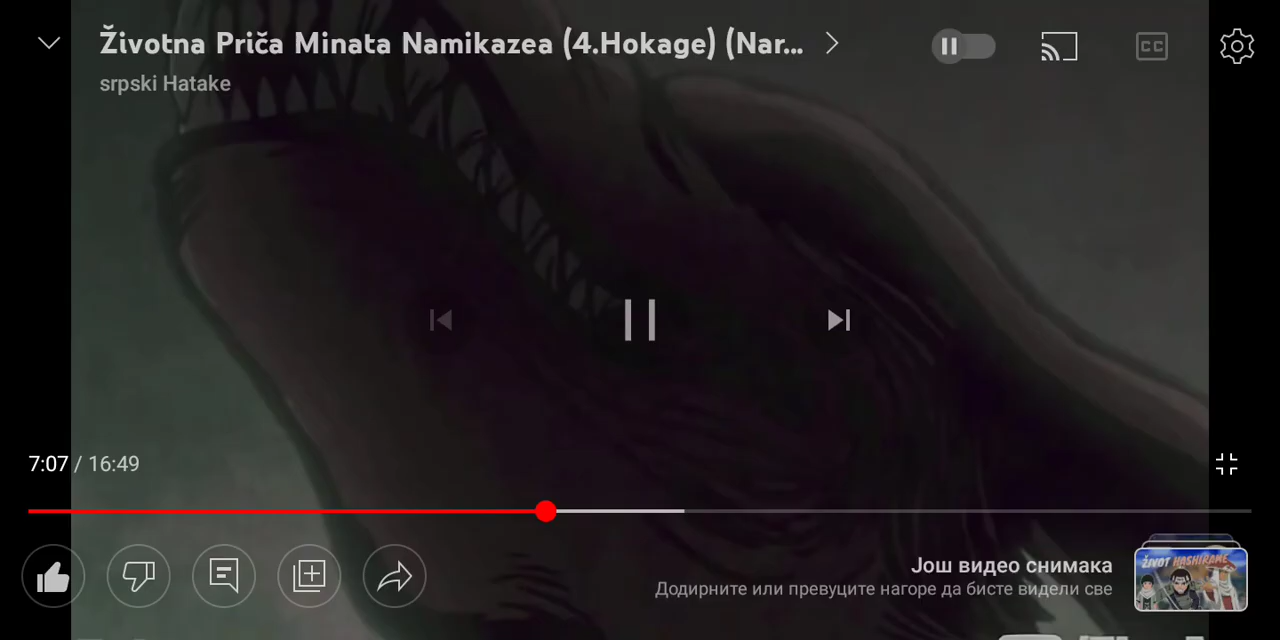 Životna Priča Minata Namikazea (4.Hokage) (Nar...
srpski Hatake
CC
7:07 / 16:49
Још видео снимака
Додирните или превуците нагоре да бисте видели све
ŽIVOT HASHIRAME